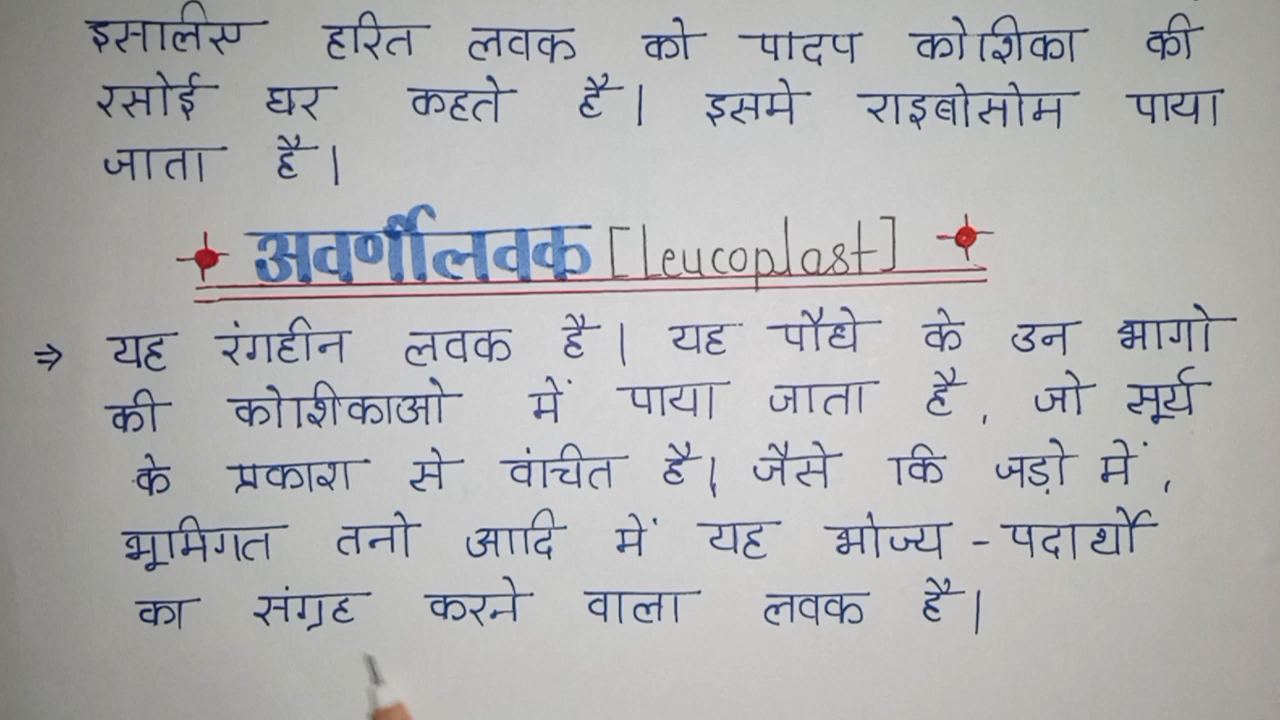 इसलिए हरित लवक को पादप कोशिका की
रसोई घर कहते है। इसमे राइबोसोम पाया
जाता है।
अवर्णीलवक [leucoplast]
⇒ यह रंगहीन लवक है। यह पौधे के उन भागो
की कोशिकाओ में पाया जाता है, जो सूर्य
के प्रकाश से वंचित है। जैसे कि जड़ो में,
भूमिगत तनो आदि में यह भोज्य - पदार्थो
का संग्रह करने वाला लवक है।